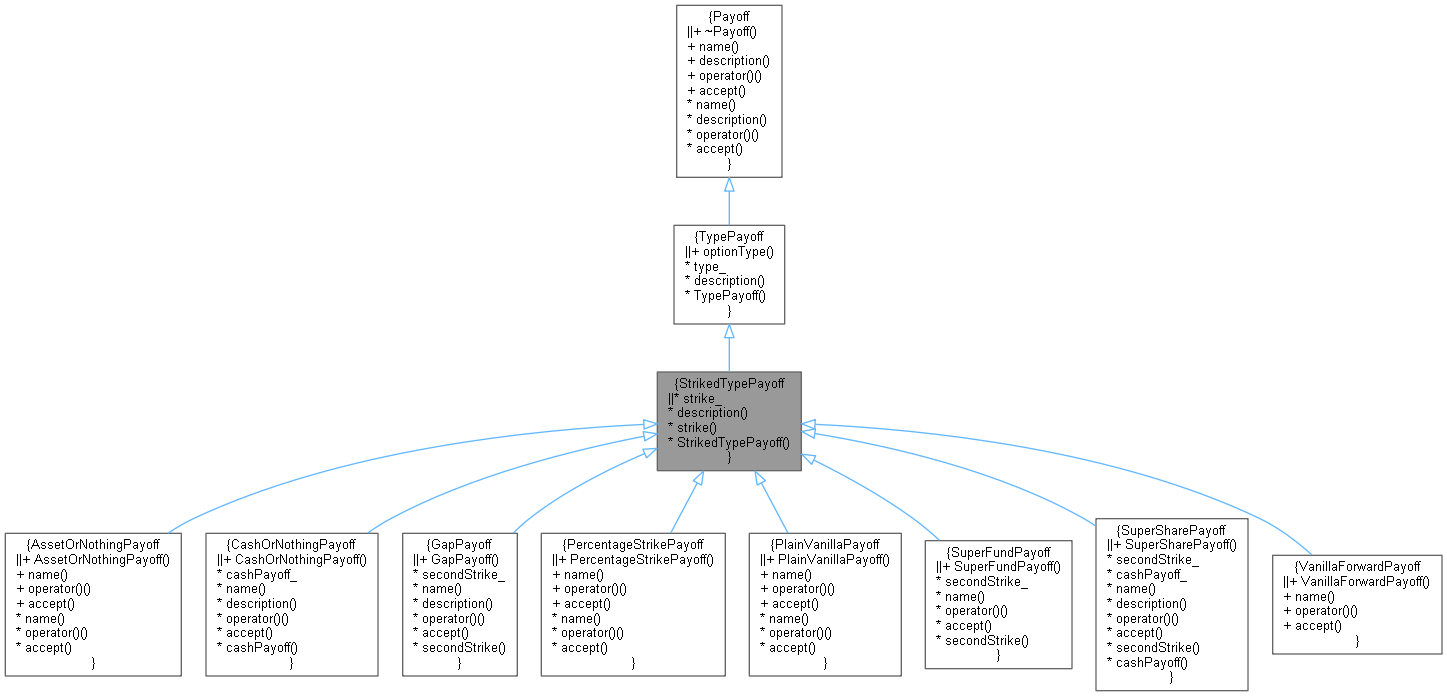 {Payoff
||+ ~Payoff()
+ name()
+ description()
+ operator()()
+ accept()
* name()
* description()
* operator()()
* accept()
}
{TypePayoff
||+ optionType()
* type_
* description()
* TypePayoff()
}
{StrikedTypePayoff
||* strike_
* description()
* strike()
* StrikedTypePayoff()
}
{AssetOrNothingPayoff
||+ AssetOrNothingPayoff()
+ name()
+ operator()()
+ accept()
* name()
* operator()()
* accept()
}
{CashOrNothingPayoff
||+ CashOrNothingPayoff()
* cashPayoff_
* name()
* description()
* operator()()
* accept()
* cashPayoff()
}
{GapPayoff
||+ GapPayoff()
* secondStrike_
* name()
* description()
* operator()()
* accept()
* secondStrike()
}
{PercentageStrikePayoff
||+ PercentageStrikePayoff()
+ name()
+ operator()()
+ accept()
* name()
* operator()()
* accept()
}
{PlainVanillaPayoff
||+ PlainVanillaPayoff()
+ name()
+ operator()()
+ accept()
* name()
* operator()()
* accept()
}
{SuperFundPayoff
||+ SuperFundPayoff()
* secondStrike_
* name()
* operator()()
* accept()
* secondStrike()
}
{SuperSharePayoff
||+ SuperSharePayoff()
* secondStrike_
* cashPayoff_
* name()
* description()
* operator()()
* accept()
* secondStrike()
* cashPayoff()
}
{VanillaForwardPayoff
||+ VanillaForwardPayoff()
+ name()
+ operator()()
+ accept()
}